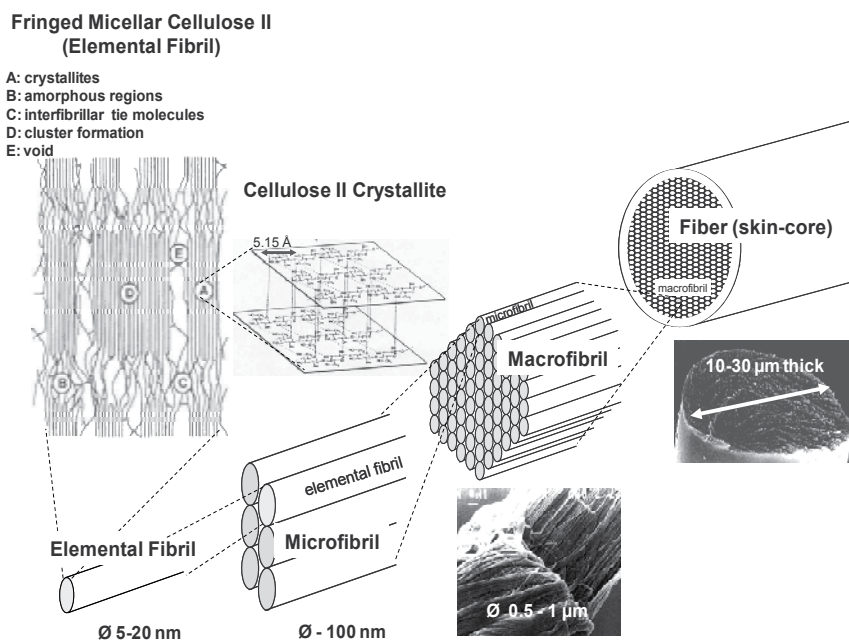 Fringed Micellar Cellulose II
(Elemental Fibril)
A: crystallites
B: amorphous regions
C: interfibrillar tie molecules
D: cluster formation
E: void
E
D
A
B
C
Cellulose II Crystallite
5.15 Å
Fiber (skin-core)
macrofibril
microfibril
Macrofibril
10-30 µm thick
elemental fibril
Elemental Fibril
Microfibril
Ø 0.5 - 1 µm
Ø 5-20 nm
Ø - 100 nm